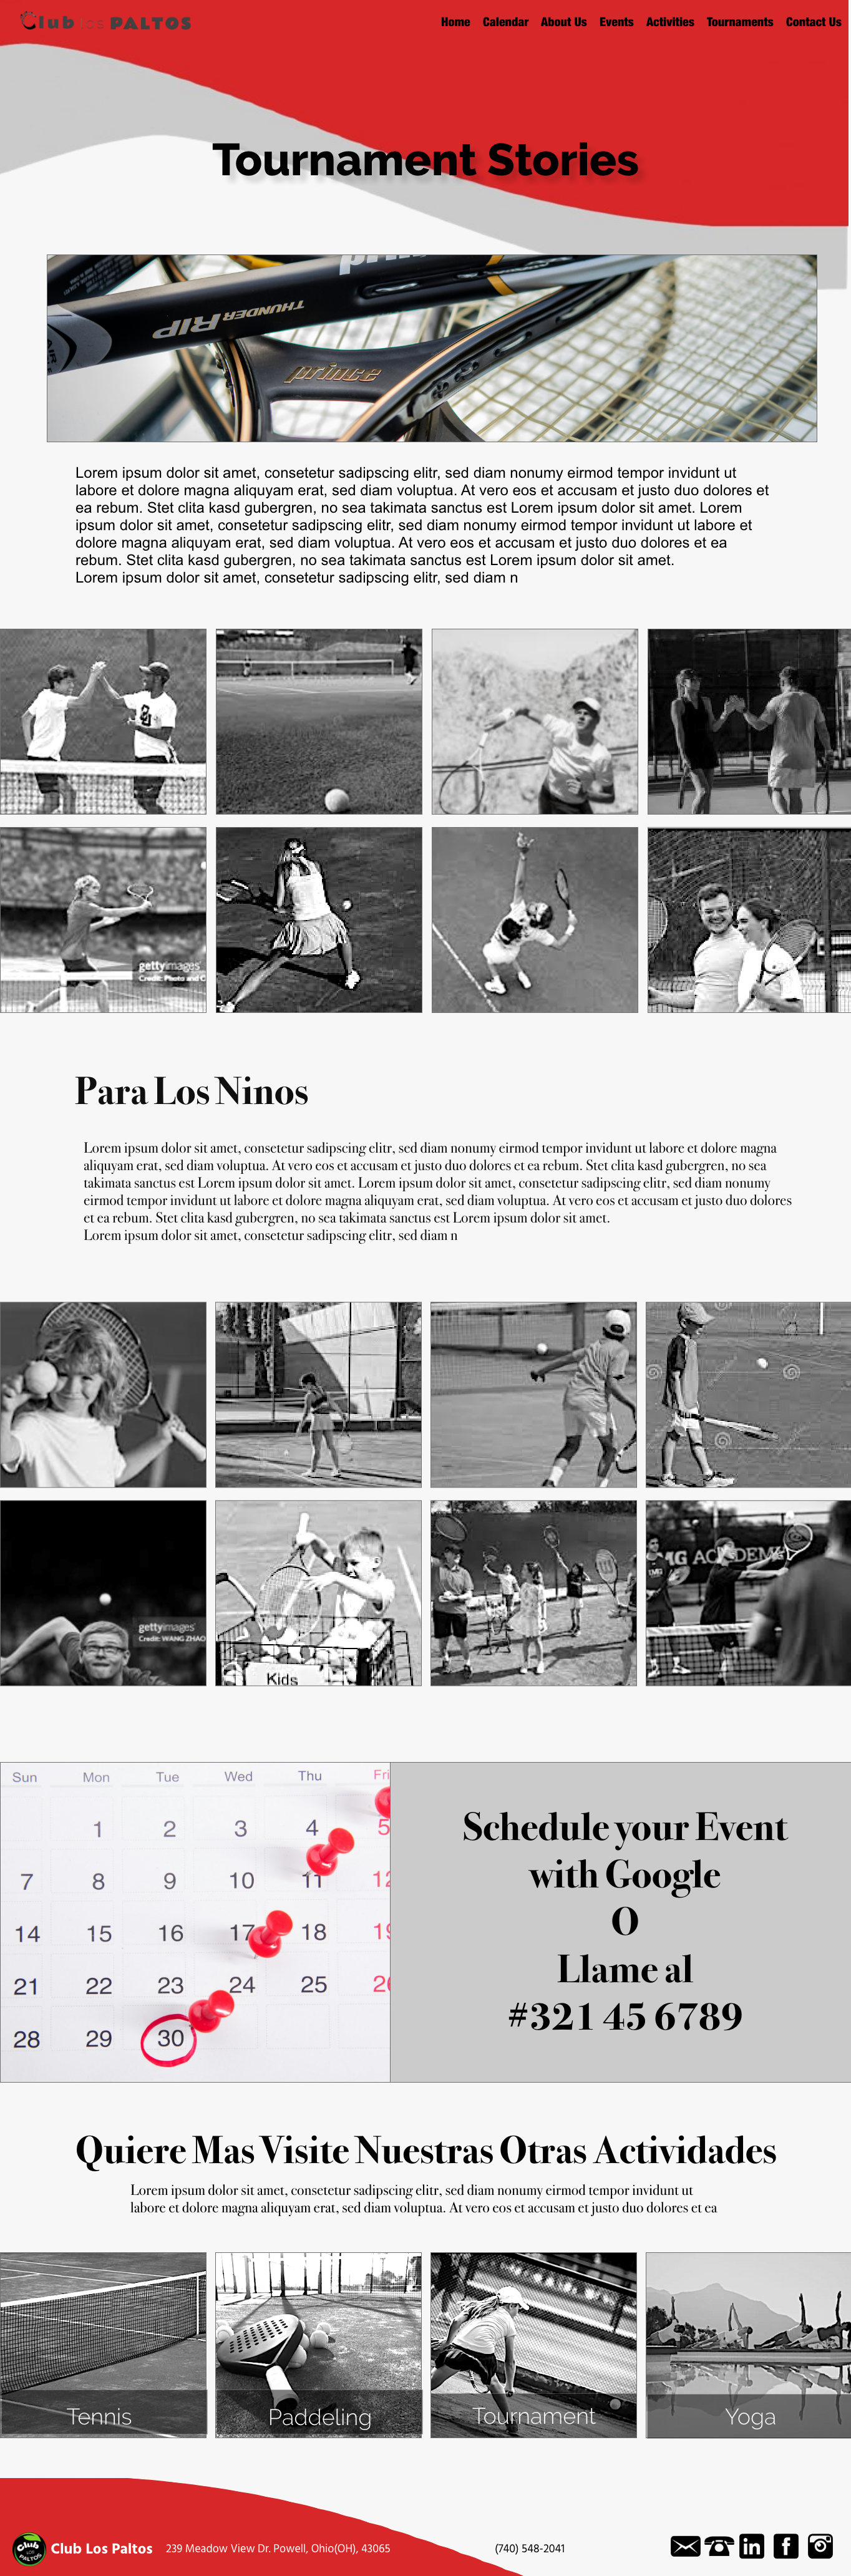 Club Los PALTOS
Home Calendar About Us Events Activities Tournaments Contact Us
Tournament Stories
prince
THUNDER RIP
prince
Lorem ipsum dolor sit amet, consetetur sadipscing elitr, sed diam nonumy eirmod tempor invidunt ut
labore et dolore magna aliquyam erat, sed diam voluptua. At vero eos et accusam et justo duo dolores et
ea rebum. Stet clita kasd gubergren, no sea takimata sanctus est Lorem ipsum dolor sit amet. Lorem
ipsum dolor sit amet, consetetur sadipscing elitr, sed diam nonumy eirmod tempor invidunt ut labore et
dolore magna aliquyam erat, sed diam voluptua. At vero eos et accusam et justo duo dolores et ea
rebum. Stet clita kasd gubergren, no sea takimata sanctus est Lorem ipsum dolor sit amet.
Lorem ipsum dolor sit amet, consetetur sadipscing elitr, sed diam n
gettyimages
Credit: Photo and C
Para Los Ninos
Lorem ipsum dolor sit amet, consetetur sadipscing elitr, sed diam nonumy eirmod tempor invidunt ut labore et dolore magna
aliquyam erat, sed diam voluptua. At vero eos et accusam et justo duo dolores et ea rebum. Stet clita kasd gubergren, no sea
takimata sanctus est Lorem ipsum dolor sit amet. Lorem ipsum dolor sit amet, consetetur sadipscing elitr, sed diam nonumy
eirmod tempor invidunt ut labore et dolore magna aliquyam erat, sed diam voluptua. At vero eos et accusam et justo duo dolores
et ea rebum. Stet clita kasd gubergren, no sea takimata sanctus est Lorem ipsum dolor sit amet.
Lorem ipsum dolor sit amet, consetetur sadipscing elitr, sed diam n
gettyimages
Credit: WANG ZHAO
Kids
MG ACADEMY
IMG
Sun Mon Tue Wed Thu Fri
1 2 3 4 5
7 8 9 10 11 12
14 15 16 17 18 19
21 22 23 24 25 26
28 29 30
Schedule your Event
with Google
O
Llame al
#321 45 6789
Quiere Mas Visite Nuestras Otras Actividades
Lorem ipsum dolor sit amet, consetetur sadipscing elitr, sed diam nonumy eirmod tempor invidunt ut
labore et dolore magna aliquyam erat, sed diam voluptua. At vero eos et accusam et justo duo dolores et ea
Tennis Paddeling Tournament Yoga
Club Los PALTOS
Club Los Paltos 239 Meadow View Dr. Powell, Ohio(OH), 43065 (740) 548-2041
in f